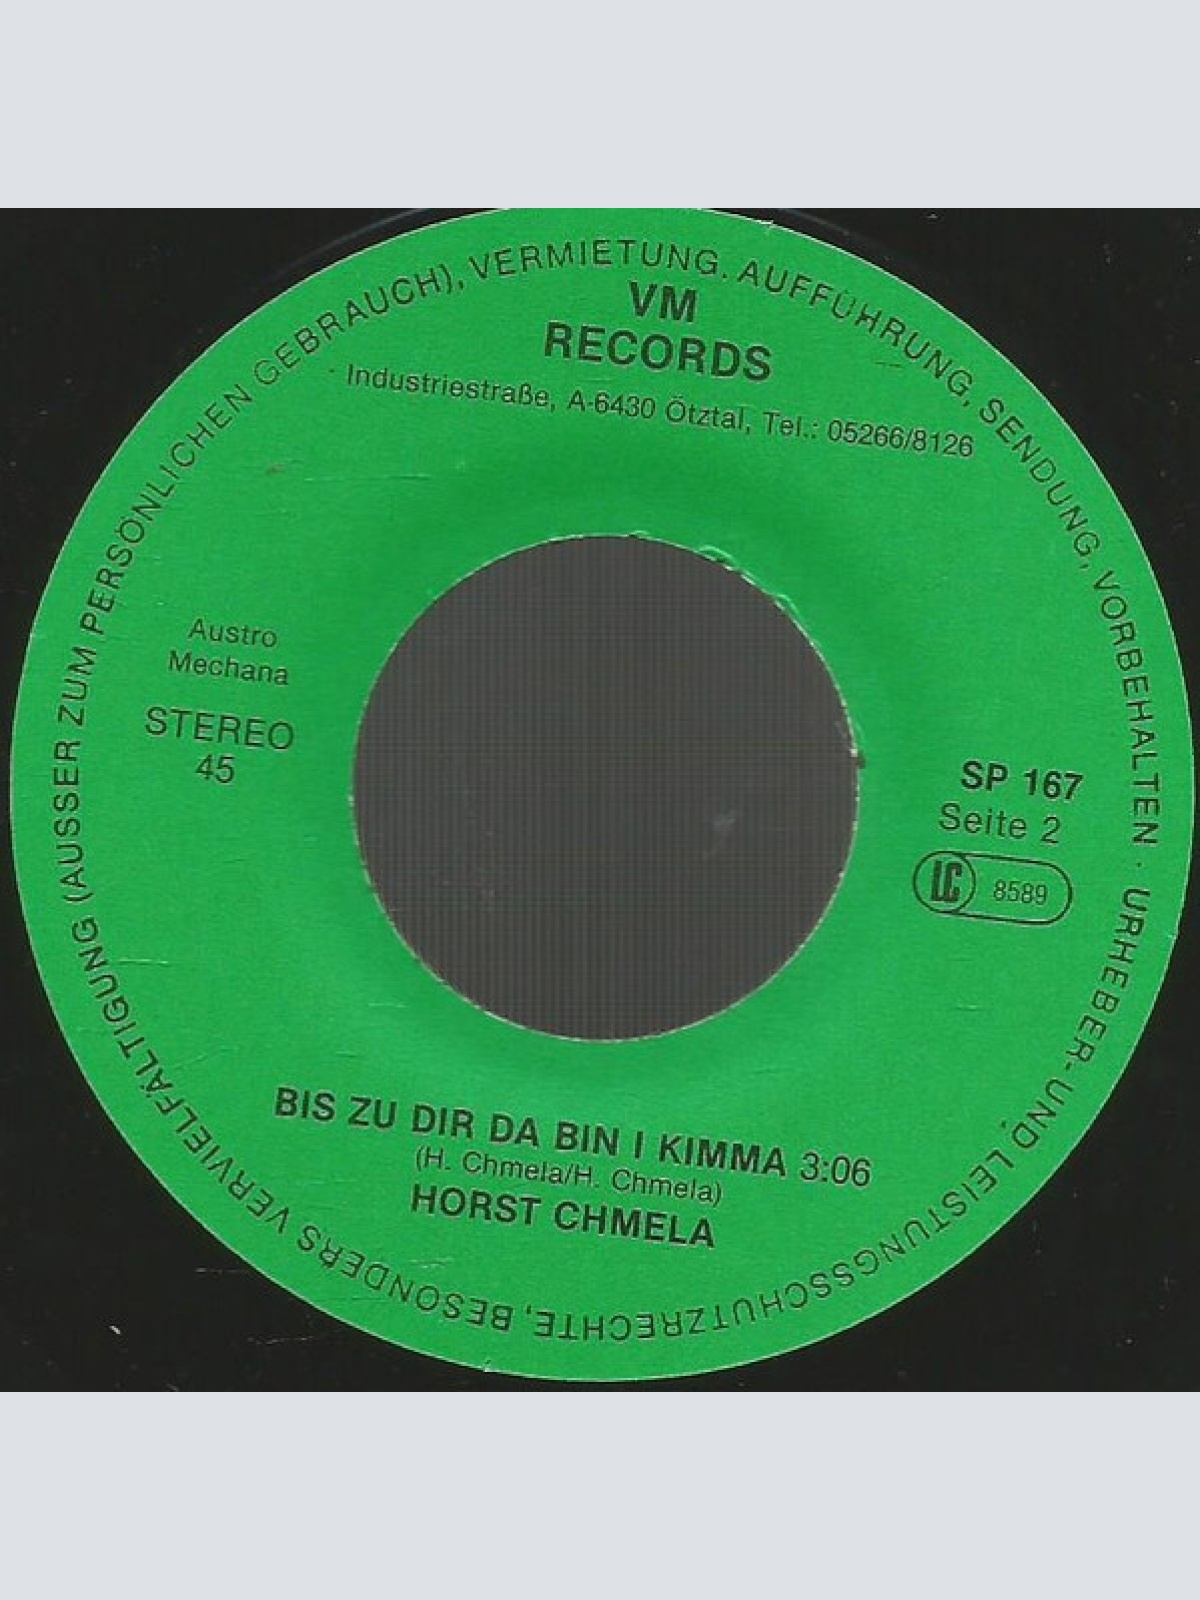 URHEBER- UND LEISTUNGSSCHUTZRECHTE, BESONDERS VERVIELFÄLTIGUNG (AUSSER ZUM PERSÖNLICHEN GEBRAUCH), VERMIETUNG, AUFFÜHRUNG, SENDUNG, VORBEHALTEN ·
VM
RECORDS
Industriestraße, A-6430 Ötztal, Tel.: 05266/8126
Austro
Mechana
STEREO
45
SP 167
Seite 2
LC 8589
BIS ZU DIR DA BIN I KIMMA 3:06
(H. Chmela/H. Chmela)
HORST CHMELA